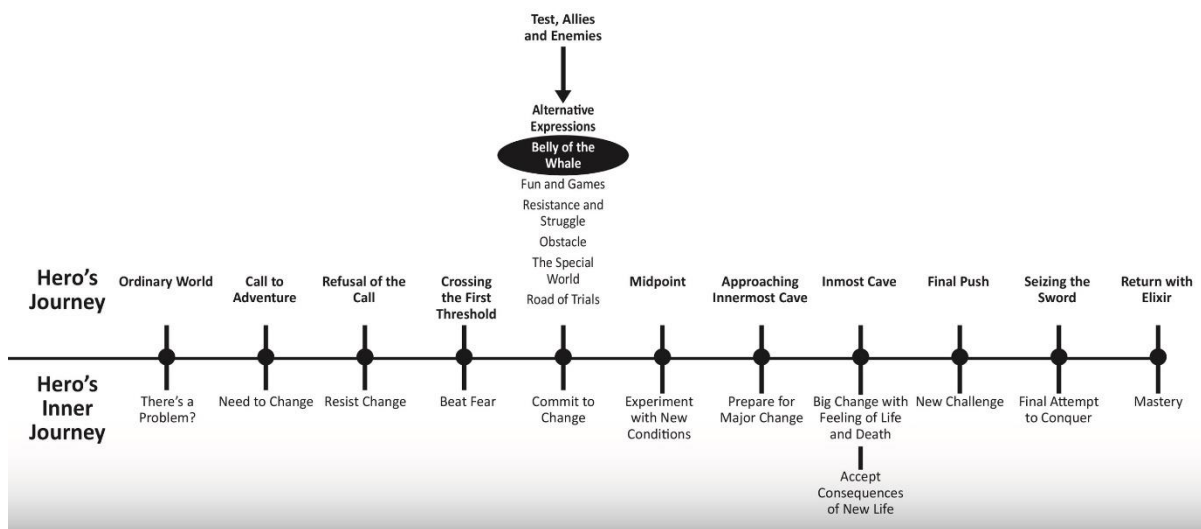 Test, Allies
and Enemies
Alternative
Expressions
Belly of the
Whale
Fun and Games
Resistance and
Struggle
Obstacle
The Special
World
Road of Trials
Hero's
Journey
Ordinary World
Call to
Adventure
Refusal of the
Call
Crossing
the First
Threshold
Midpoint
Approaching
Innermost Cave
Inmost Cave
Final Push
Seizing the
Sword
Return with
Elixir
Hero's
Inner
Journey
There's a
Problem?
Need to Change
Resist Change
Beat Fear
Commit to
Change
Experiment
with New
Conditions
Prepare for
Major Change
Big Change with
Feeling of Life
and Death
Accept
Consequences
of New Life
New Challenge
Final Attempt
to Conquer
Mastery